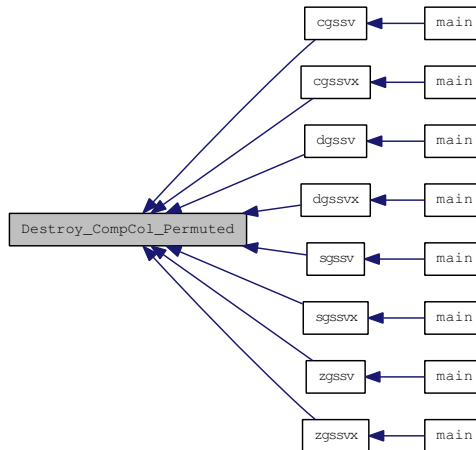 cgssv main
cgssvx main
dgssv main
dgssvx main
Destroy_CompCol_Permuted
sgssv main
sgssvx main
zgssv main
zgssvx main